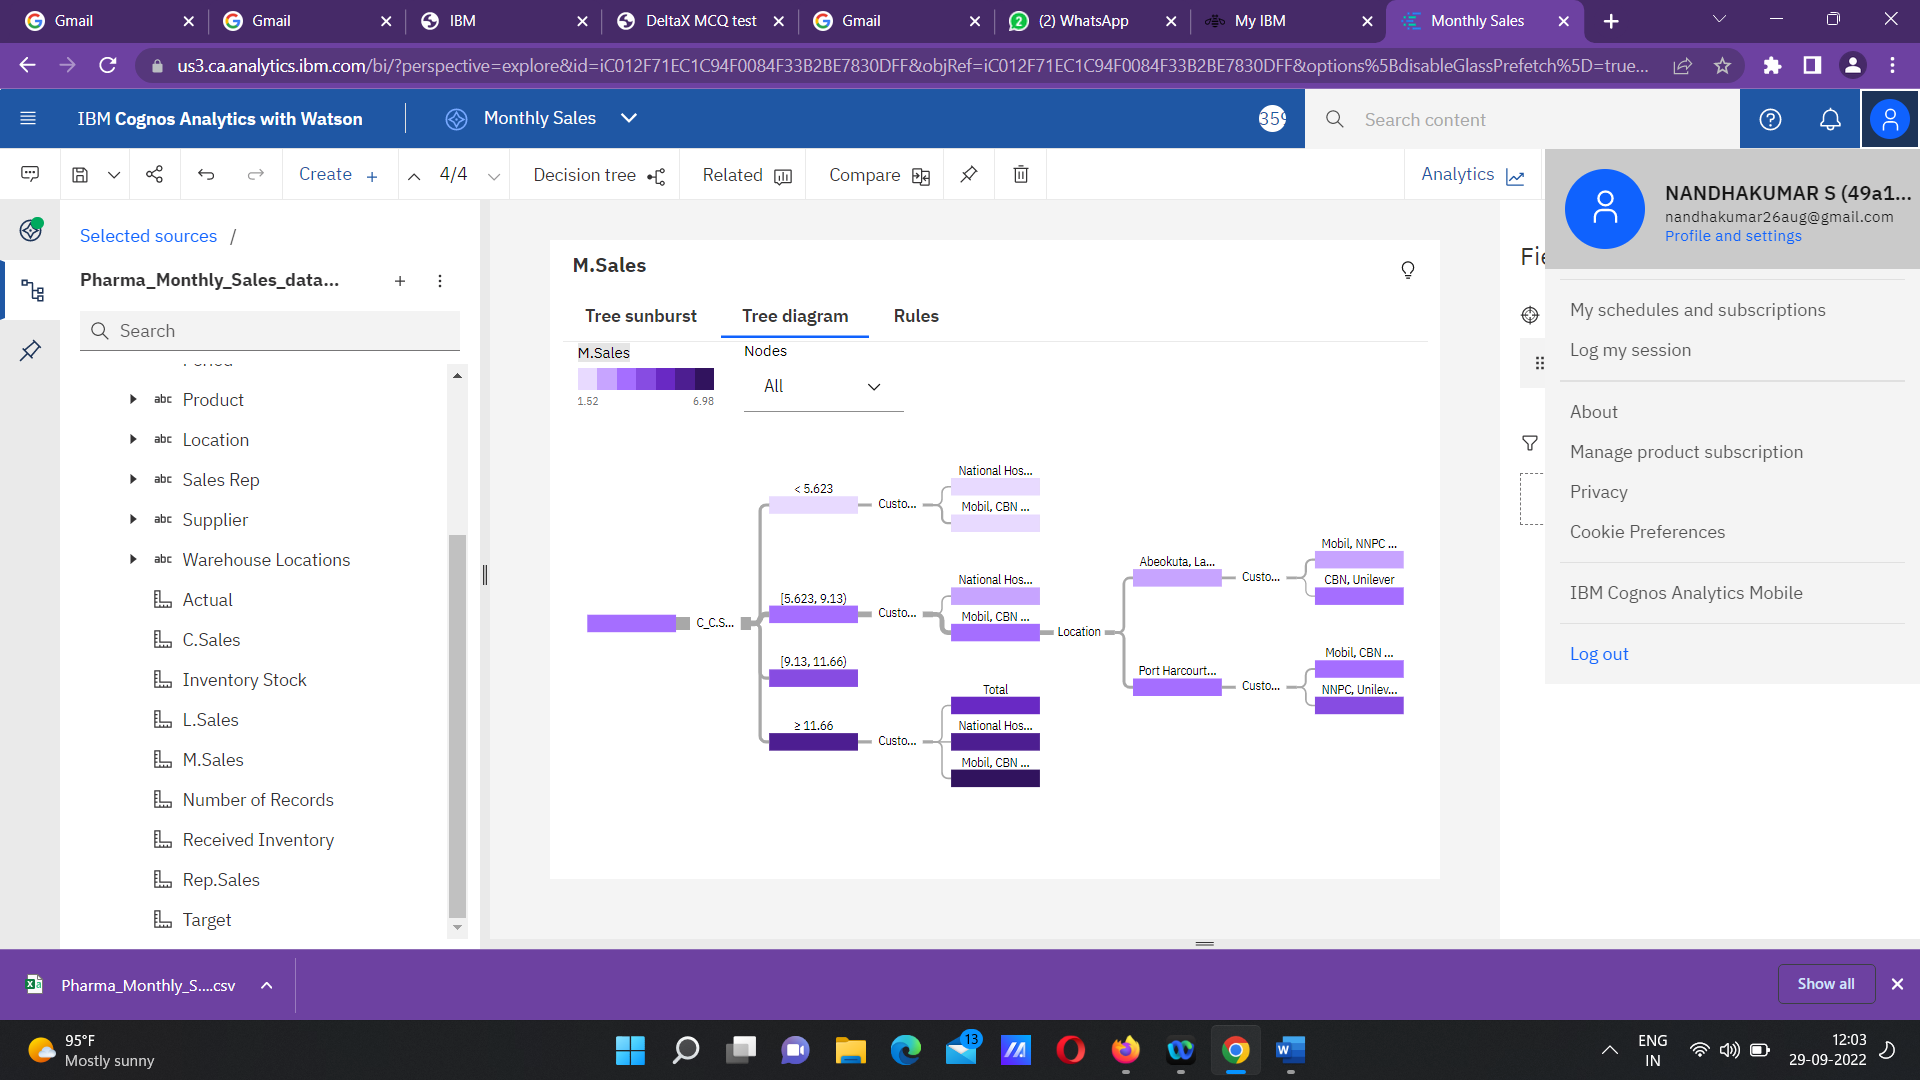 Gmail
Gmail
IBM
DeltaX MCQ test
Gmail
(2) WhatsApp
My IBM
Monthly Sales
us3.ca.analytics.ibm.com/bi/?perspective=explore&id=iC012F71EC1C94F0084F33B2BE7830DFF&objRef=iC012F71EC1C94F0084F33B2BE7830DFF&options%5BdisableGlassPrefetch%5D=true...
IBM Cognos Analytics with Watson
Monthly Sales
359
Search content
Create +
4/4
Decision tree
Related
Compare
Analytics
NANDHAKUMAR S (49a1...
nandhakumar26aug@gmail.com
Profile and settings
My schedules and subscriptions
Log my session
About
Manage product subscription
Privacy
Cookie Preferences
IBM Cognos Analytics Mobile
Log out
Selected sources /
Pharma_Monthly_Sales_data...
Search
Period
abc Product
abc Location
abc Sales Rep
abc Supplier
abc Warehouse Locations
Actual
C.Sales
Inventory Stock
L.Sales
M.Sales
Number of Records
Received Inventory
Rep.Sales
Target
M.Sales
Tree sunburst
Tree diagram
Rules
M.Sales
1.52
6.98
Nodes
All
C_C.S...
< 5.623
Custo...
National Hos...
Mobil, CBN ...
[5.623, 9.13)
Custo...
National Hos...
Mobil, CBN ...
Location
Abeokuta, La...
Custo...
Mobil, NNPC ...
CBN, Unilever
Port Harcourt...
Custo...
Mobil, CBN ...
NNPC, Unilev...
[9.13, 11.66)
≥ 11.66
Custo...
Total
National Hos...
Mobil, CBN ...
Pharma_Monthly_S....csv
Show all
95°F
Mostly sunny
13
ENG
IN
12:03
29-09-2022